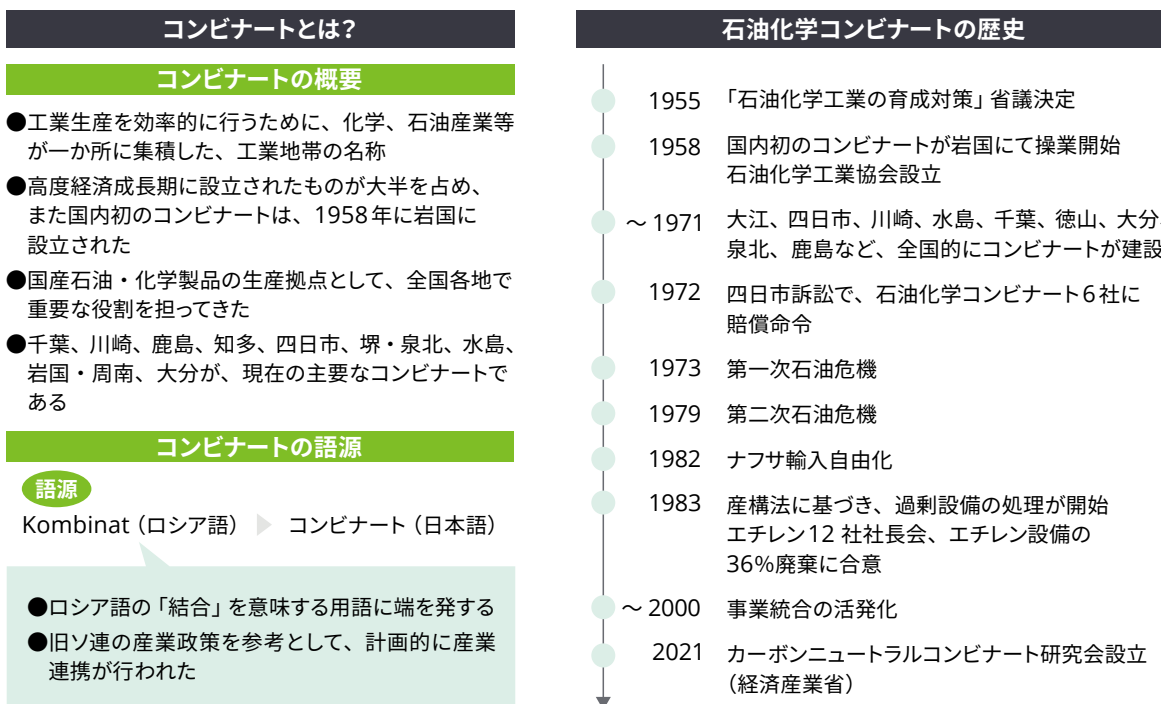 コンビナートとは？
コンビナートの概要
●工業生産を効率的に行うために、化学、石油産業等
が一か所に集積した、工業地帯の名称
●高度経済成長期に設立されたものが大半を占め、
また国内初のコンビナートは、1958年に岩国に
設立された
●国産石油・化学製品の生産拠点として、全国各地で
重要な役割を担ってきた
●千葉、川崎、鹿島、知多、四日市、堺・泉北、水島、
岩国・周南、大分が、現在の主要なコンビナートで
ある
コンビナートの語源
語源
Kombinat（ロシア語） コンビナート（日本語）
●ロシア語の「結合」を意味する用語に端を発する
●旧ソ連の産業政策を参考として、計画的に産業
連携が行われた
石油化学コンビナートの歴史
1955 「石油化学工業の育成対策」省議決定
1958 国内初のコンビナートが岩国にて操業開始
石油化学工業協会設立
～1971 大江、四日市、川崎、水島、千葉、徳山、大分、
泉北、鹿島など、全国的にコンビナートが建設
1972 四日市訴訟で、石油化学コンビナート6社に
賠償命令
1973 第一次石油危機
1979 第二次石油危機
1982 ナフサ輸入自由化
1983 産構法に基づき、過剰設備の処理が開始
エチレン12 社社長会、エチレン設備の
36%廃棄に合意
～2000 事業統合の活発化
2021 カーボンニュートラルコンビナート研究会設立
（経済産業省）